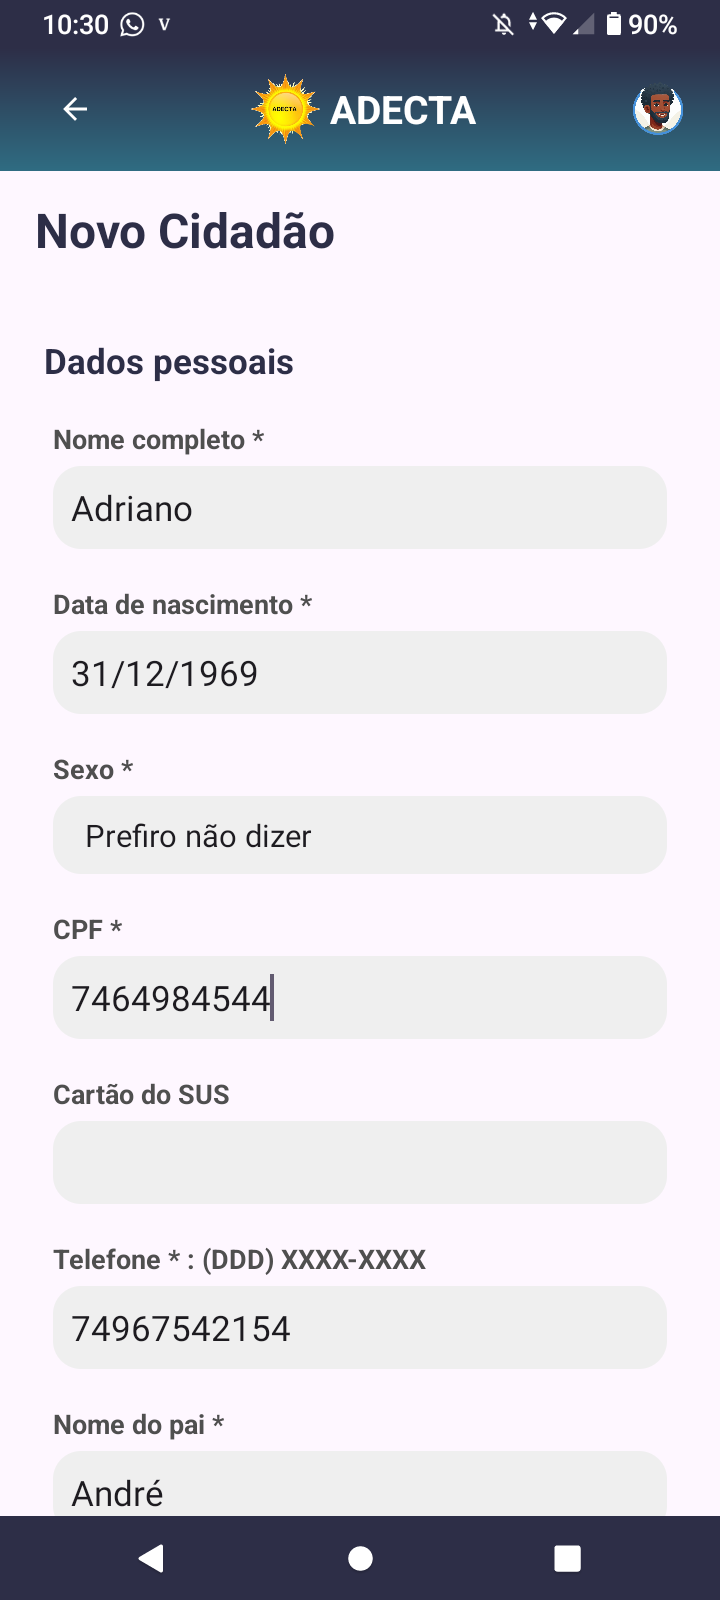 10:30 V 90%
ADECTA ADECTA
Novo Cidadão
Dados pessoais
Nome completo *
Adriano
Data de nascimento *
31/12/1969
Sexo *
Prefiro não dizer
CPF *
7464984544
Cartão do SUS
Telefone * : (DDD) XXXX-XXXX
74967542154
Nome do pai *
André